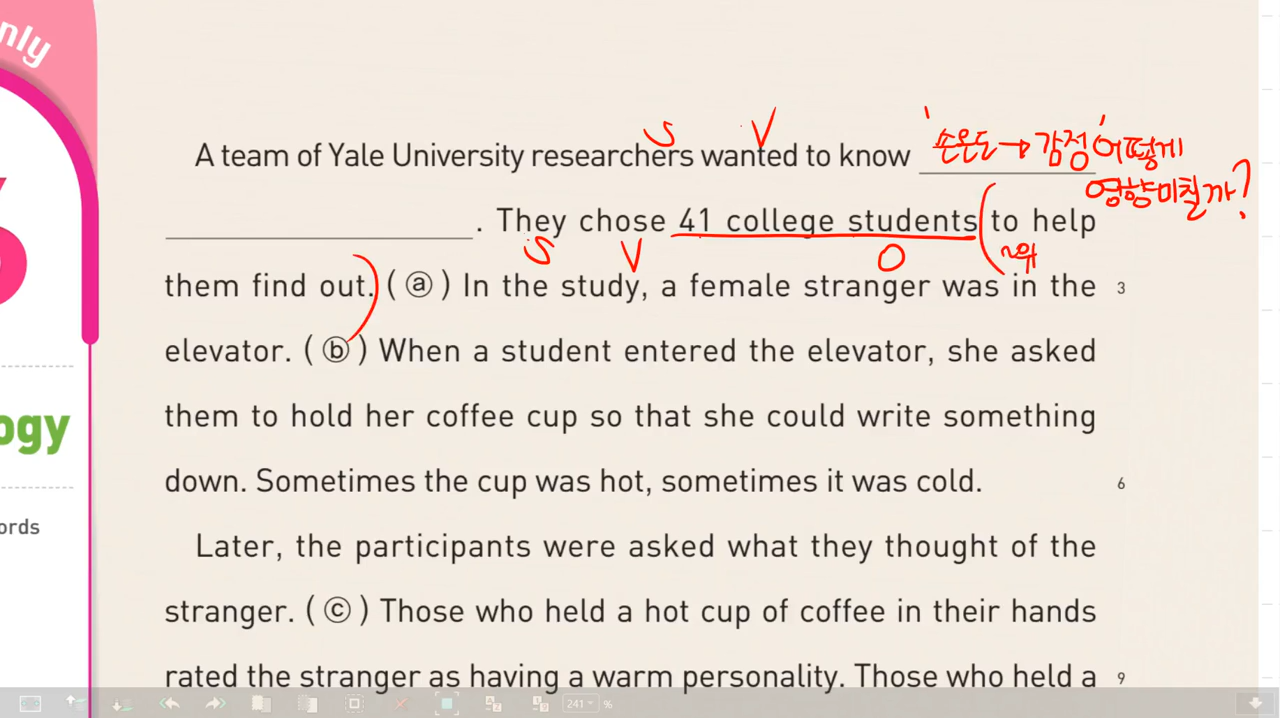 nly
S V
'손온도→감정' 어떻게
A team of Yale University researchers wanted to know
영향미칠까?
. They chose 41 college students to help
S V O
them find out. ( ⓐ ) In the study, a female stranger was in the 3
elevator. ( ⓑ ) When a student entered the elevator, she asked
them to hold her coffee cup so that she could write something
ogy
down. Sometimes the cup was hot, sometimes it was cold. 6
ords
Later, the participants were asked what they thought of the
stranger. ( ⓒ ) Those who held a hot cup of coffee in their hands
rated the stranger as having a warm personality. Those who held a 9
241 %